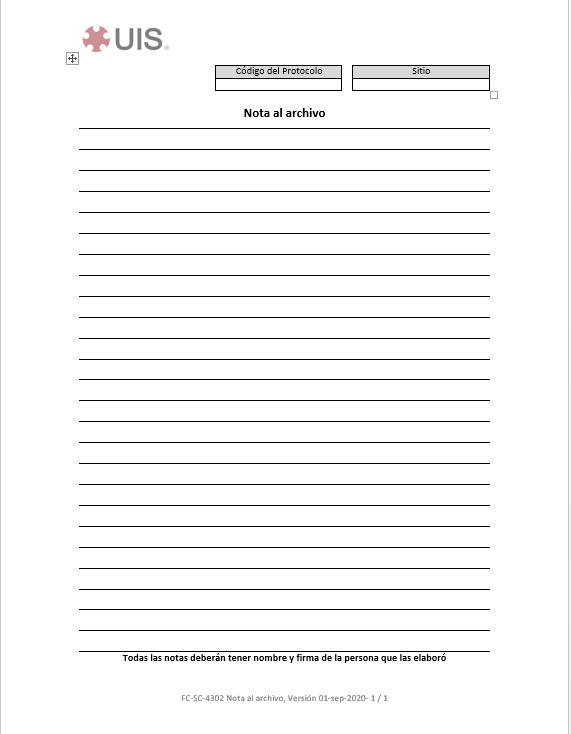 UIS.
Código del Protocolo
Sitio
Nota al archivo
Todas las notas deberán tener nombre y firma de la persona que las elaboró
FC-SC-4302 Nota al archivo, Versión 01-sep-2020- 1 / 1